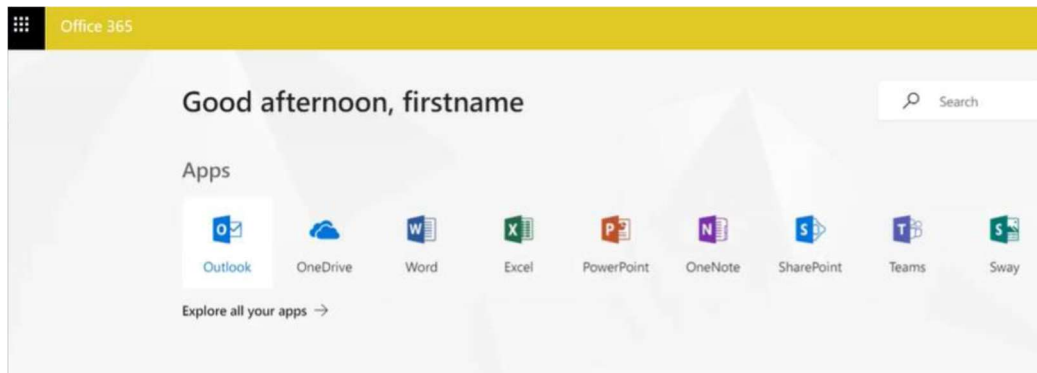 Office 365
Good afternoon, firstname
Search
Apps
Outlook OneDrive Word Excel PowerPoint OneNote SharePoint Teams Sway
Explore all your apps →